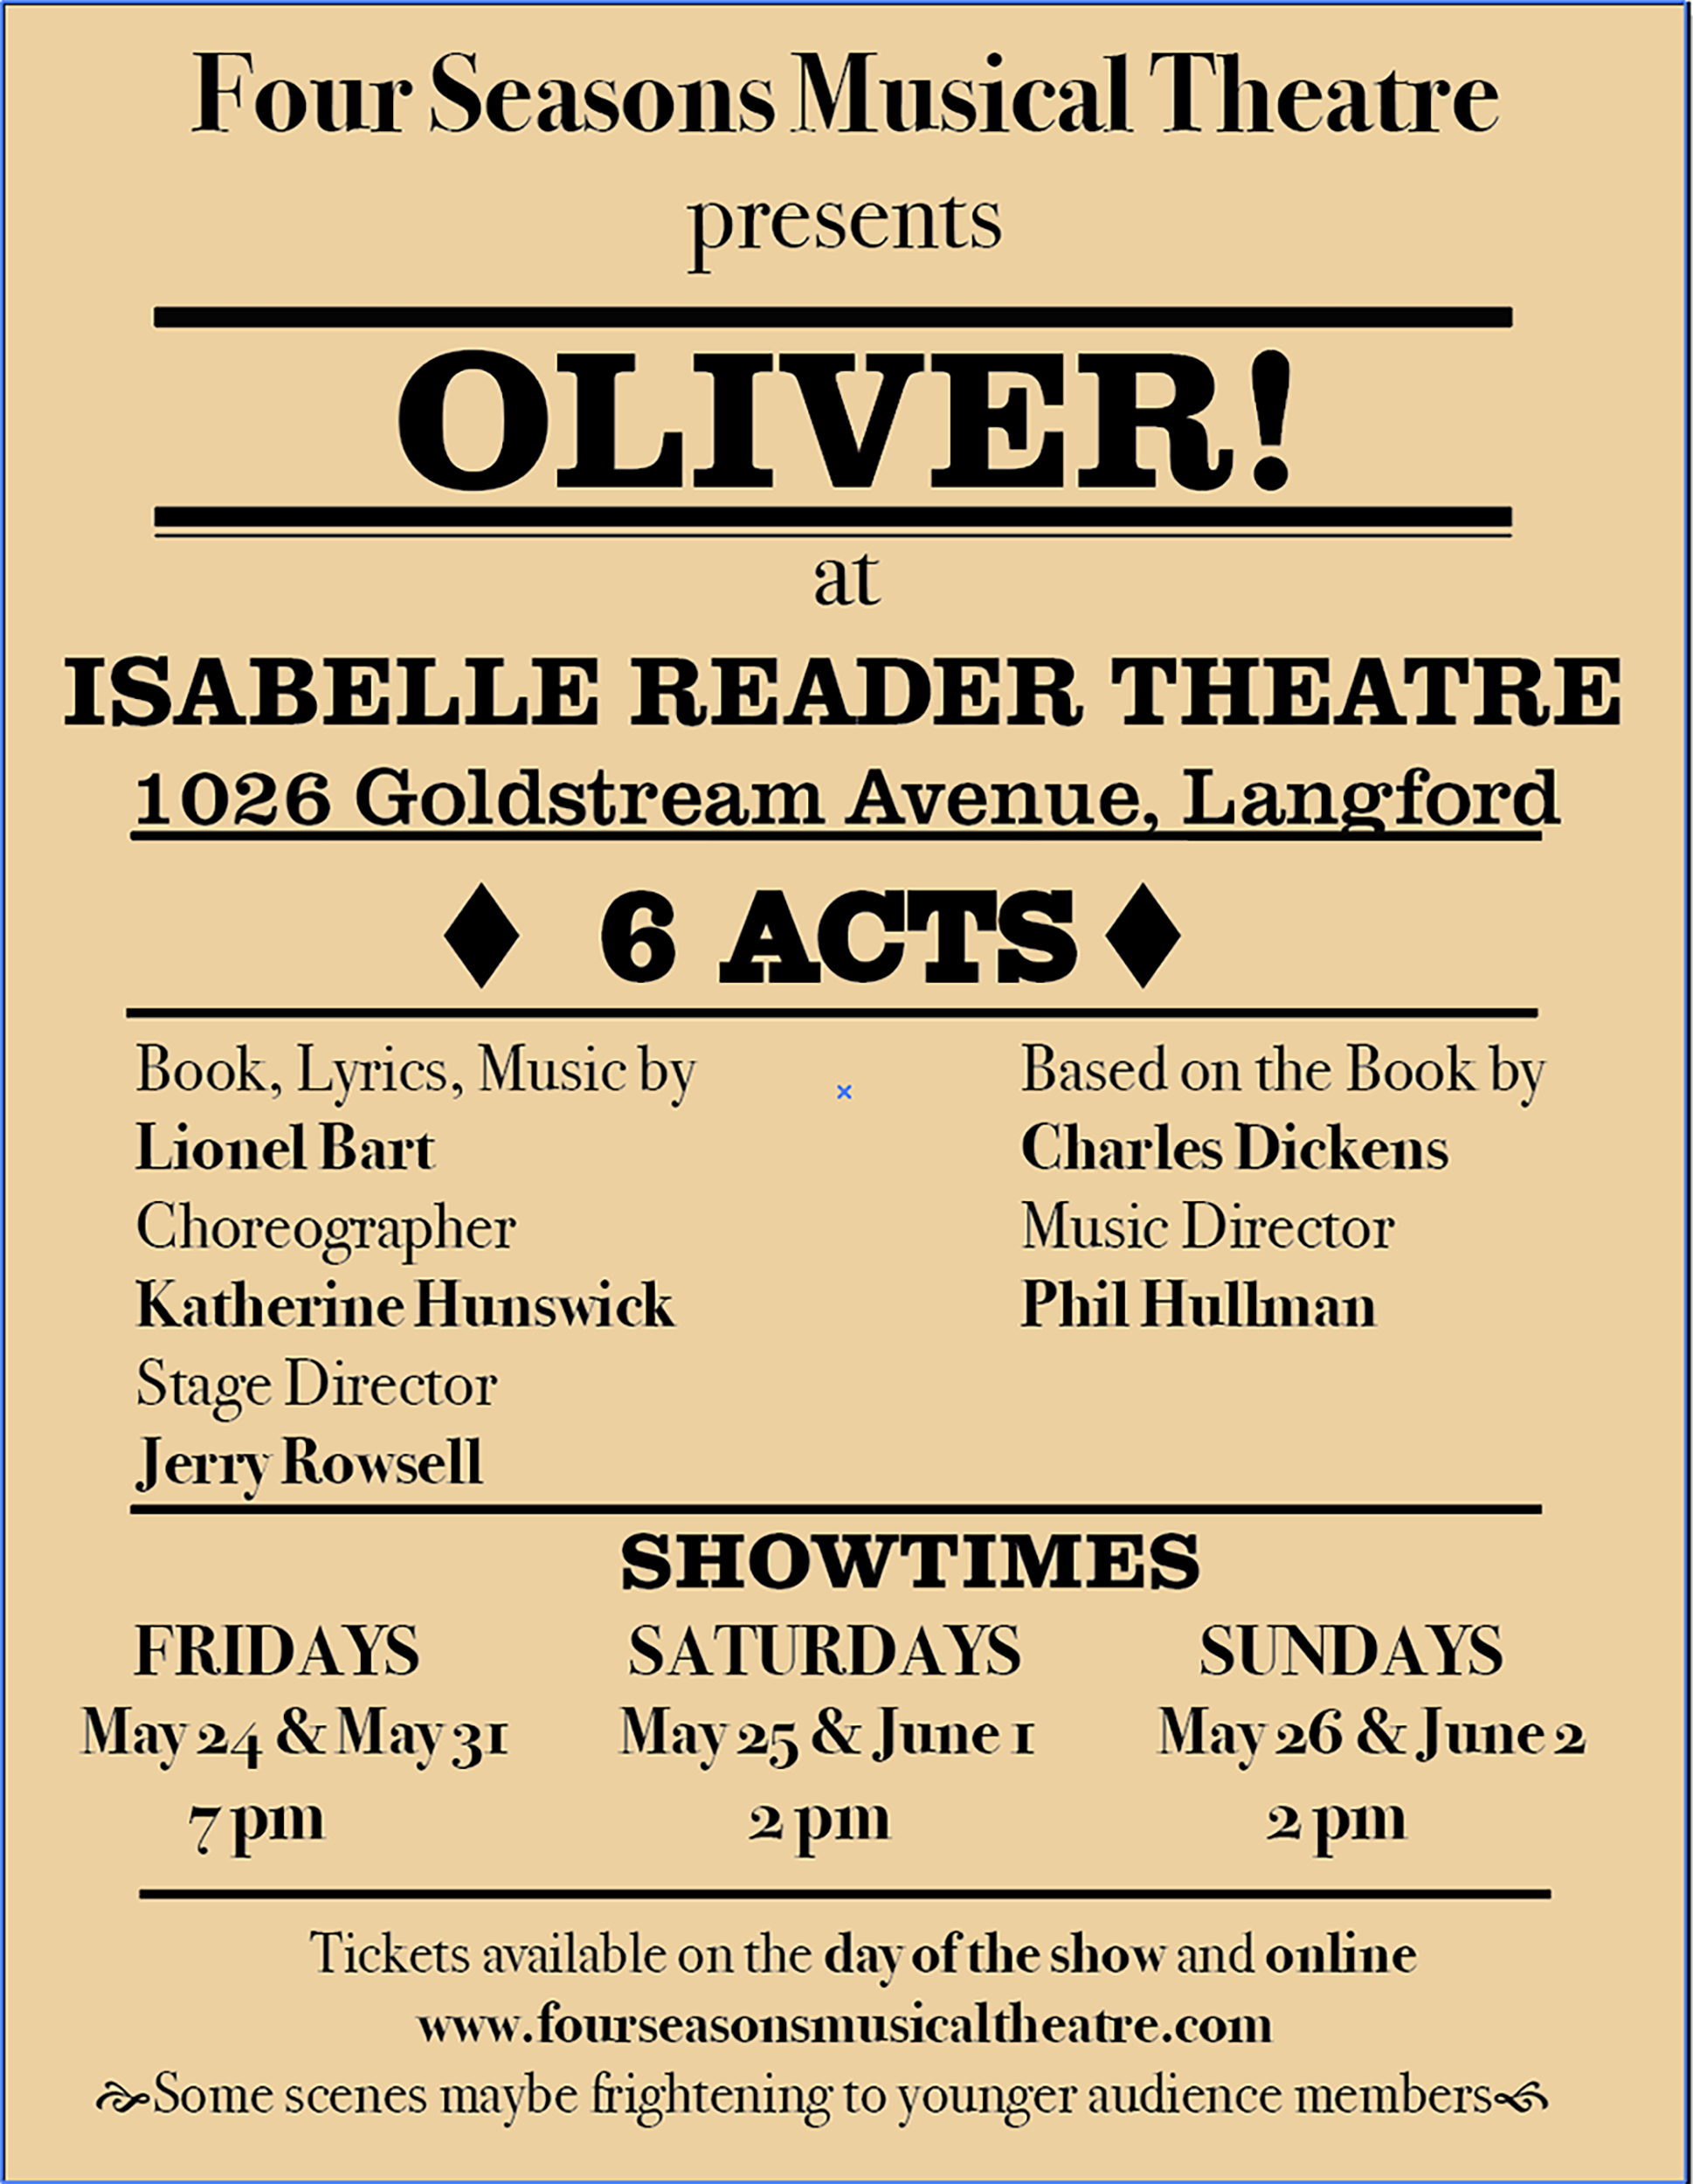 Four Seasons Musical Theatre
presents
OLIVER!
at
ISABELLE READER THEATRE
1026 Goldstream Avenue, Langford
♦ 6 ACTS ♦
Book, Lyrics, Music by
Lionel Bart
Choreographer
Katherine Hunswick
Stage Director
Jerry Rowsell
Based on the Book by
Charles Dickens
Music Director
Phil Hullman
SHOWTIMES
FRIDAYS
May 24 & May 31
7 pm
SATURDAYS
May 25 & June 1
2 pm
SUNDAYS
May 26 & June 2
2 pm
Tickets available on the day of the show and online
www.fourseasonsmusicaltheatre.com
Some scenes maybe frightening to younger audience members